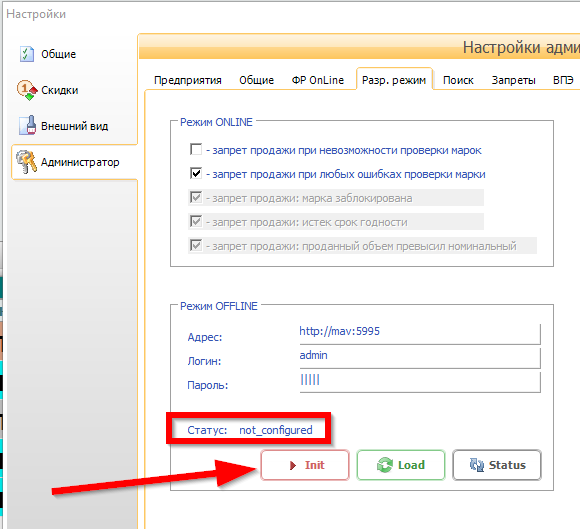 Настройки
Общие
Скидки
Внешний вид
Администратор
Настройки адми
Предприятия Общие ФР OnLine Разр. режим Поиск Запреты ВПЭ
Режим ONLINE
- запрет продажи при невозможности проверки марок
- запрет продажи при любых ошибках проверки марки
- запрет продажи: марка заблокирована
- запрет продажи: истек срок годности
- запрет продажи: проданный объем превысил номинальный
Режим OFFLINE
Адрес: http://mav:5995
Логин: admin
Пароль:
Статус: not_configured
Init Load Status